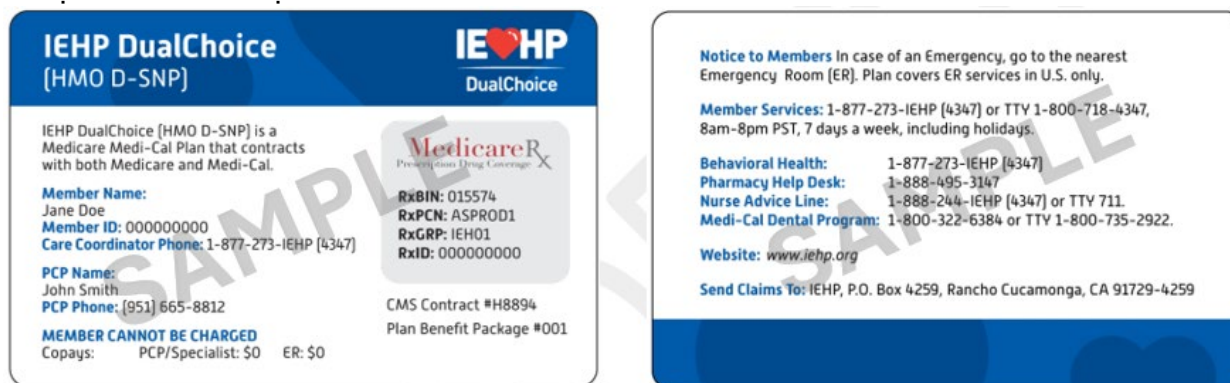 IEHP DualChoice
(HMO D-SNP)
IEHP
DualChoice
IEHP DualChoice (HMO D-SNP) is a
Medicare Medi-Cal Plan that contracts
with both Medicare and Medi-Cal.
Member Name:
Jane Doe
Member ID: 000000000
Care Coordinator Phone: 1-877-273-IEHP (4347)
PCP Name:
John Smith
PCP Phone: (951) 665-8812
MEMBER CANNOT BE CHARGED
Copays: PCP/Specialist: $0 ER: $0
MedicareRx
Prescription Drug Coverage
RxBIN: 015574
RxPCN: ASPROD1
RxGRP: IEH01
RxID: 000000000
CMS Contract #H8894
Plan Benefit Package #001
SAMPLE
Notice to Members In case of an Emergency, go to the nearest
Emergency Room (ER). Plan covers ER services in U.S. only.
Member Services: 1-877-273-IEHP (4347) or TTY 1-800-718-4347,
8am-8pm PST, 7 days a week, including holidays.
Behavioral Health: 1-877-273-IEHP (4347)
Pharmacy Help Desk: 1-888-495-3147
Nurse Advice Line: 1-888-244-IEHP (4347) or TTY 711.
Medi-Cal Dental Program: 1-800-322-6384 or TTY 1-800-735-2922.
Website: www.iehp.org
Send Claims To: IEHP, P.O. Box 4259, Rancho Cucamonga, CA 91729-4259
SAMPLE